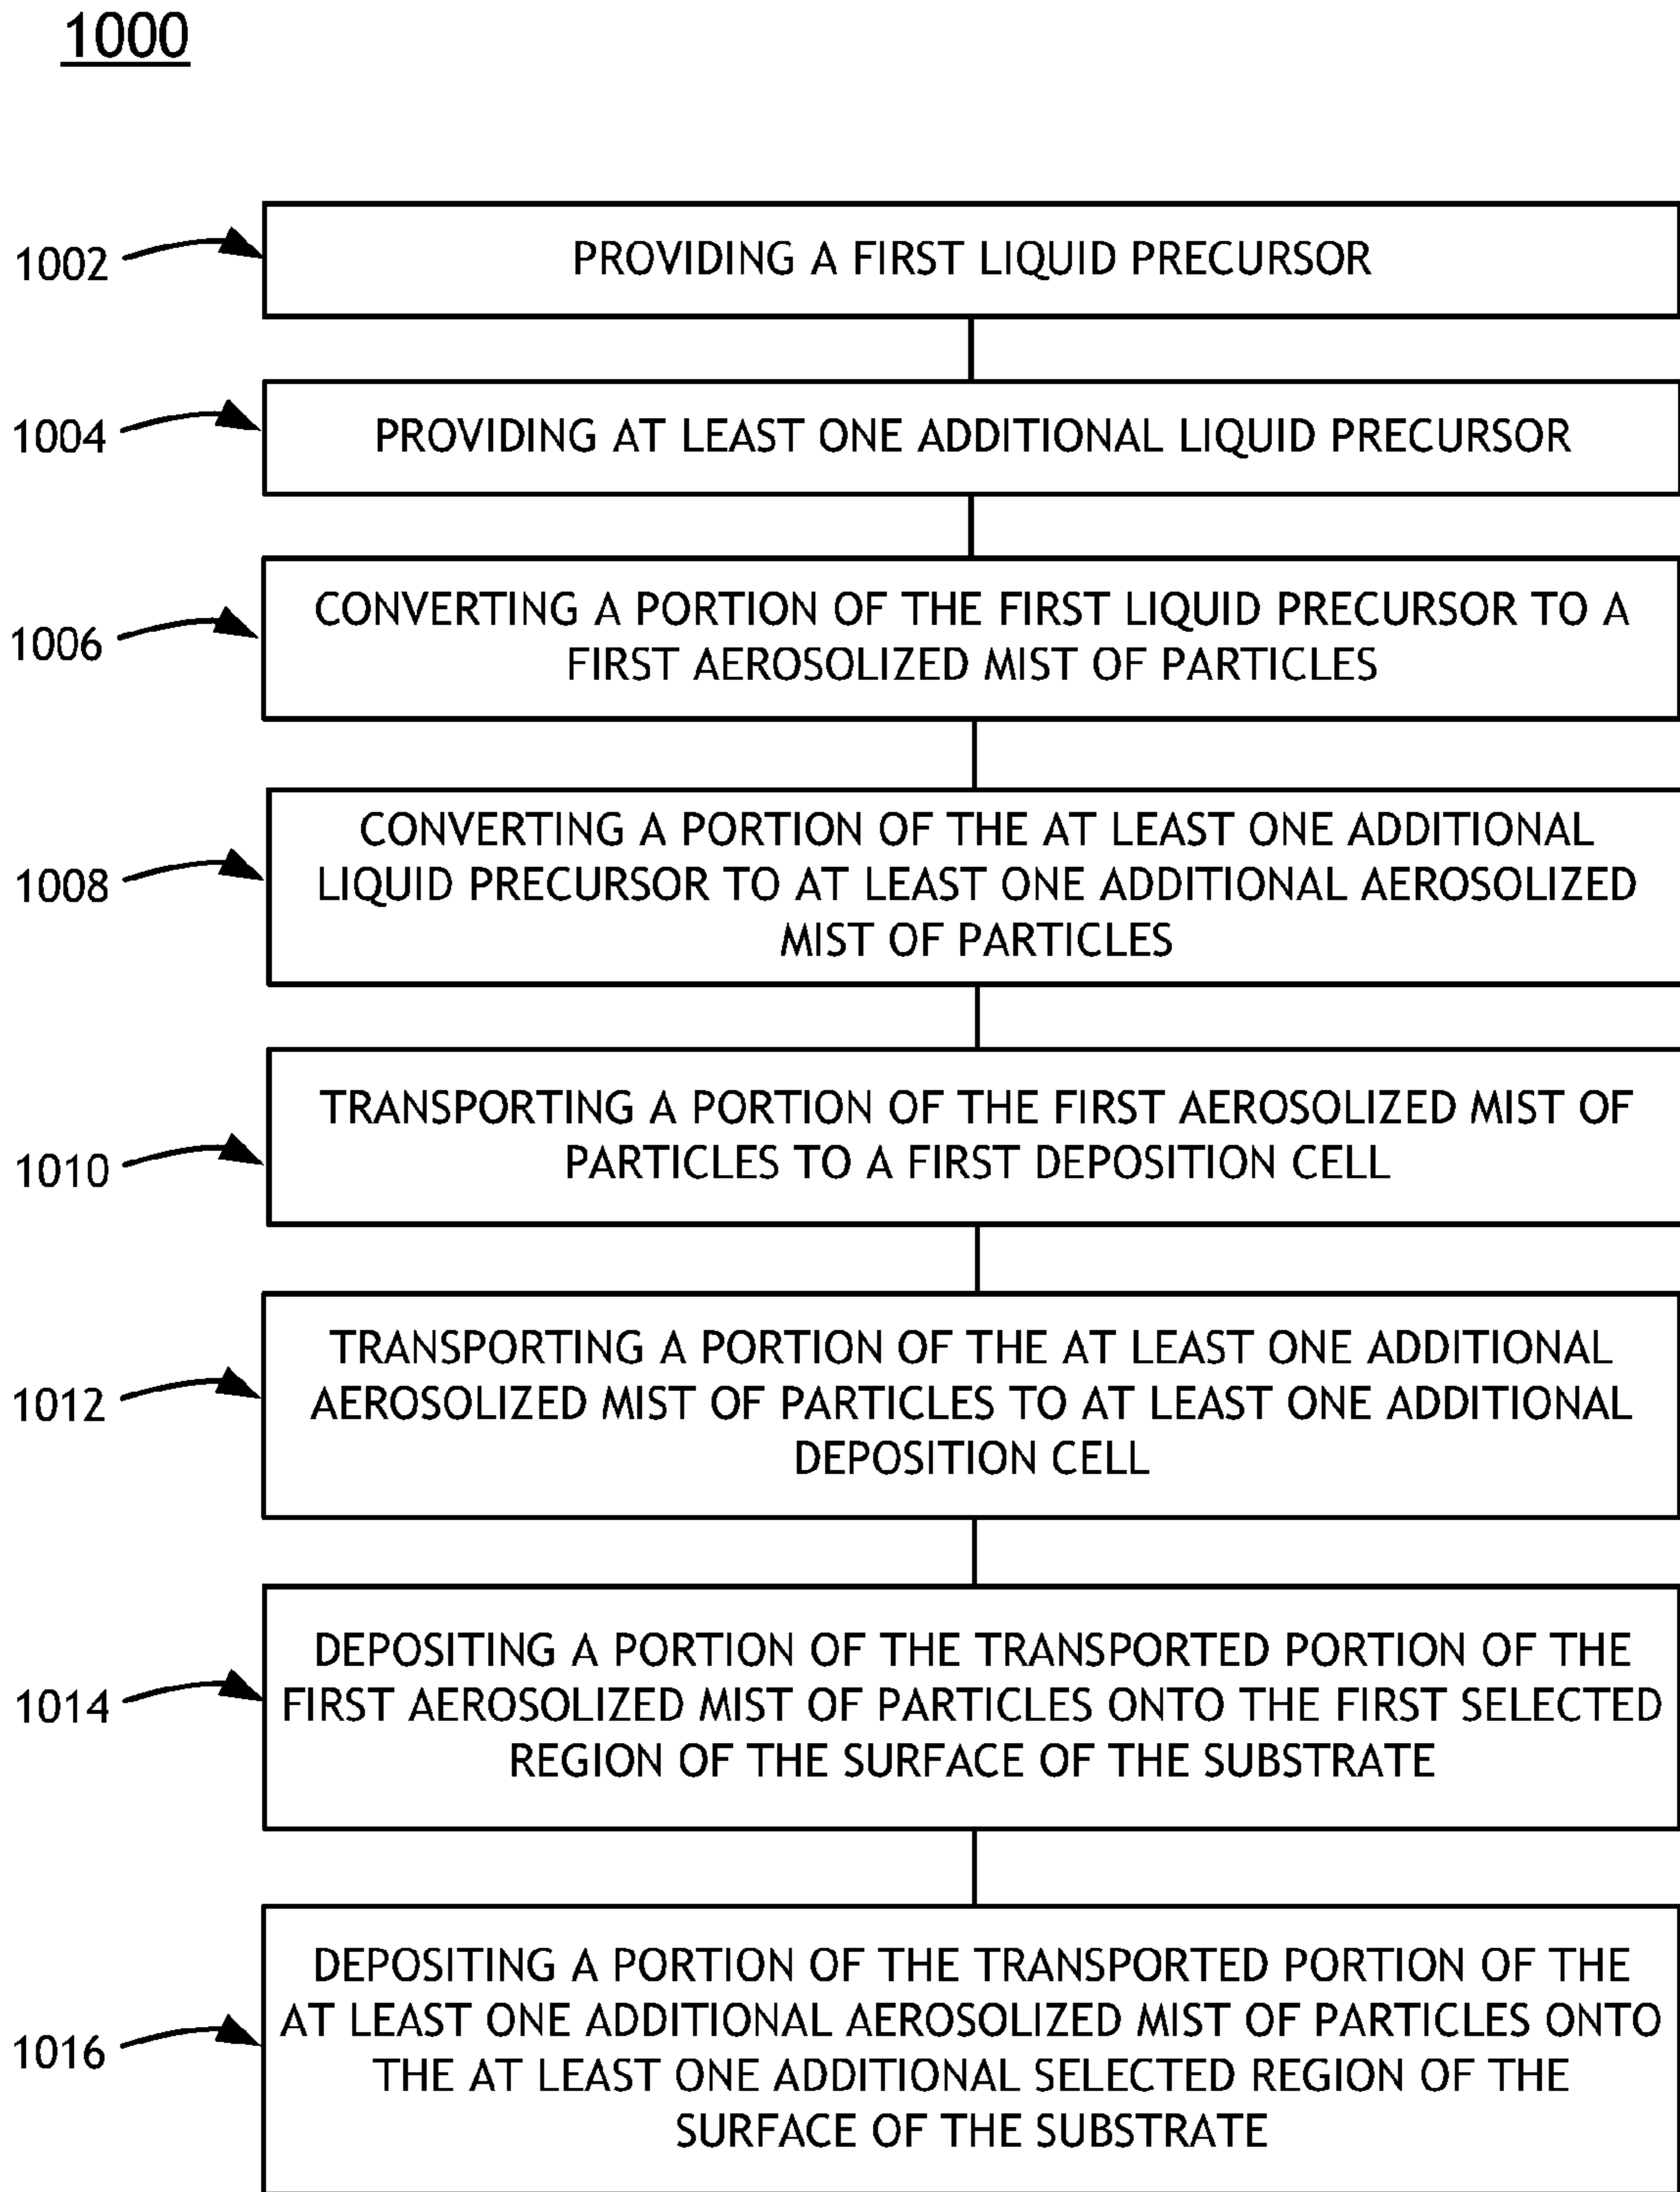 1000
1002
PROVIDING A FIRST LIQUID PRECURSOR
1004
PROVIDING AT LEAST ONE ADDITIONAL LIQUID PRECURSOR
1006
CONVERTING A PORTION OF THE FIRST LIQUID PRECURSOR TO A
FIRST AEROSOLIZED MIST OF PARTICLES
1008
CONVERTING A PORTION OF THE AT LEAST ONE ADDITIONAL
LIQUID PRECURSOR TO AT LEAST ONE ADDITIONAL AEROSOLIZED
MIST OF PARTICLES
1010
TRANSPORTING A PORTION OF THE FIRST AEROSOLIZED MIST OF
PARTICLES TO A FIRST DEPOSITION CELL
1012
TRANSPORTING A PORTION OF THE AT LEAST ONE ADDITIONAL
AEROSOLIZED MIST OF PARTICLES TO AT LEAST ONE ADDITIONAL
DEPOSITION CELL
1014
DEPOSITING A PORTION OF THE TRANSPORTED PORTION OF THE
FIRST AEROSOLIZED MIST OF PARTICLES ONTO THE FIRST SELECTED
REGION OF THE SURFACE OF THE SUBSTRATE
1016
DEPOSITING A PORTION OF THE TRANSPORTED PORTION OF THE
AT LEAST ONE ADDITIONAL AEROSOLIZED MIST OF PARTICLES ONTO
THE AT LEAST ONE ADDITIONAL SELECTED REGION OF THE
SURFACE OF THE SUBSTRATE